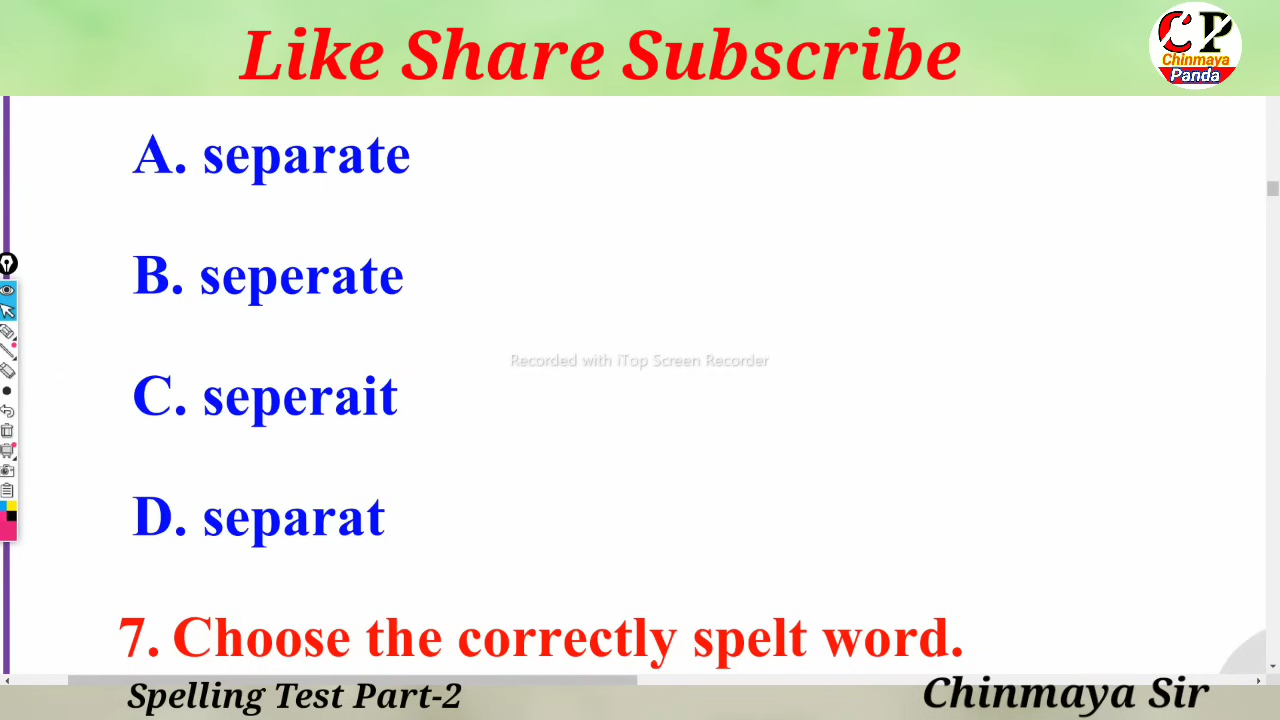 Like Share Subscribe
CP
Chinmaya
Panda
A. separate
B. seperate
Recorded with iTop Screen Recorder
C. seperait
D. separat
7. Choose the correctly spelt word.
Spelling Test Part-2
Chinmaya Sir